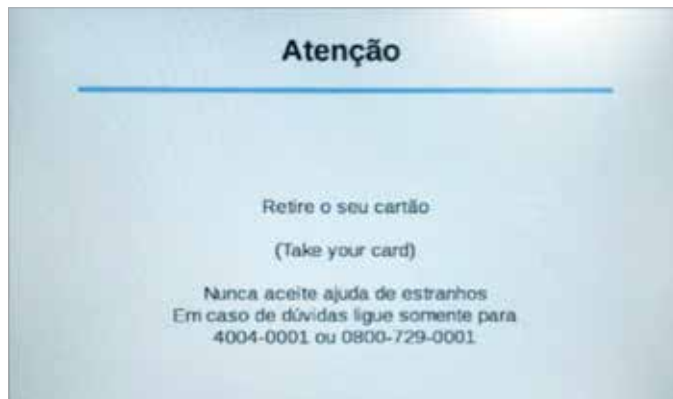 Atenção
Retire o seu cartão
(Take your card)
Nunca aceite ajuda de estranhos
Em caso de dúvidas ligue somente para
4004-0001 ou 0800-729-0001